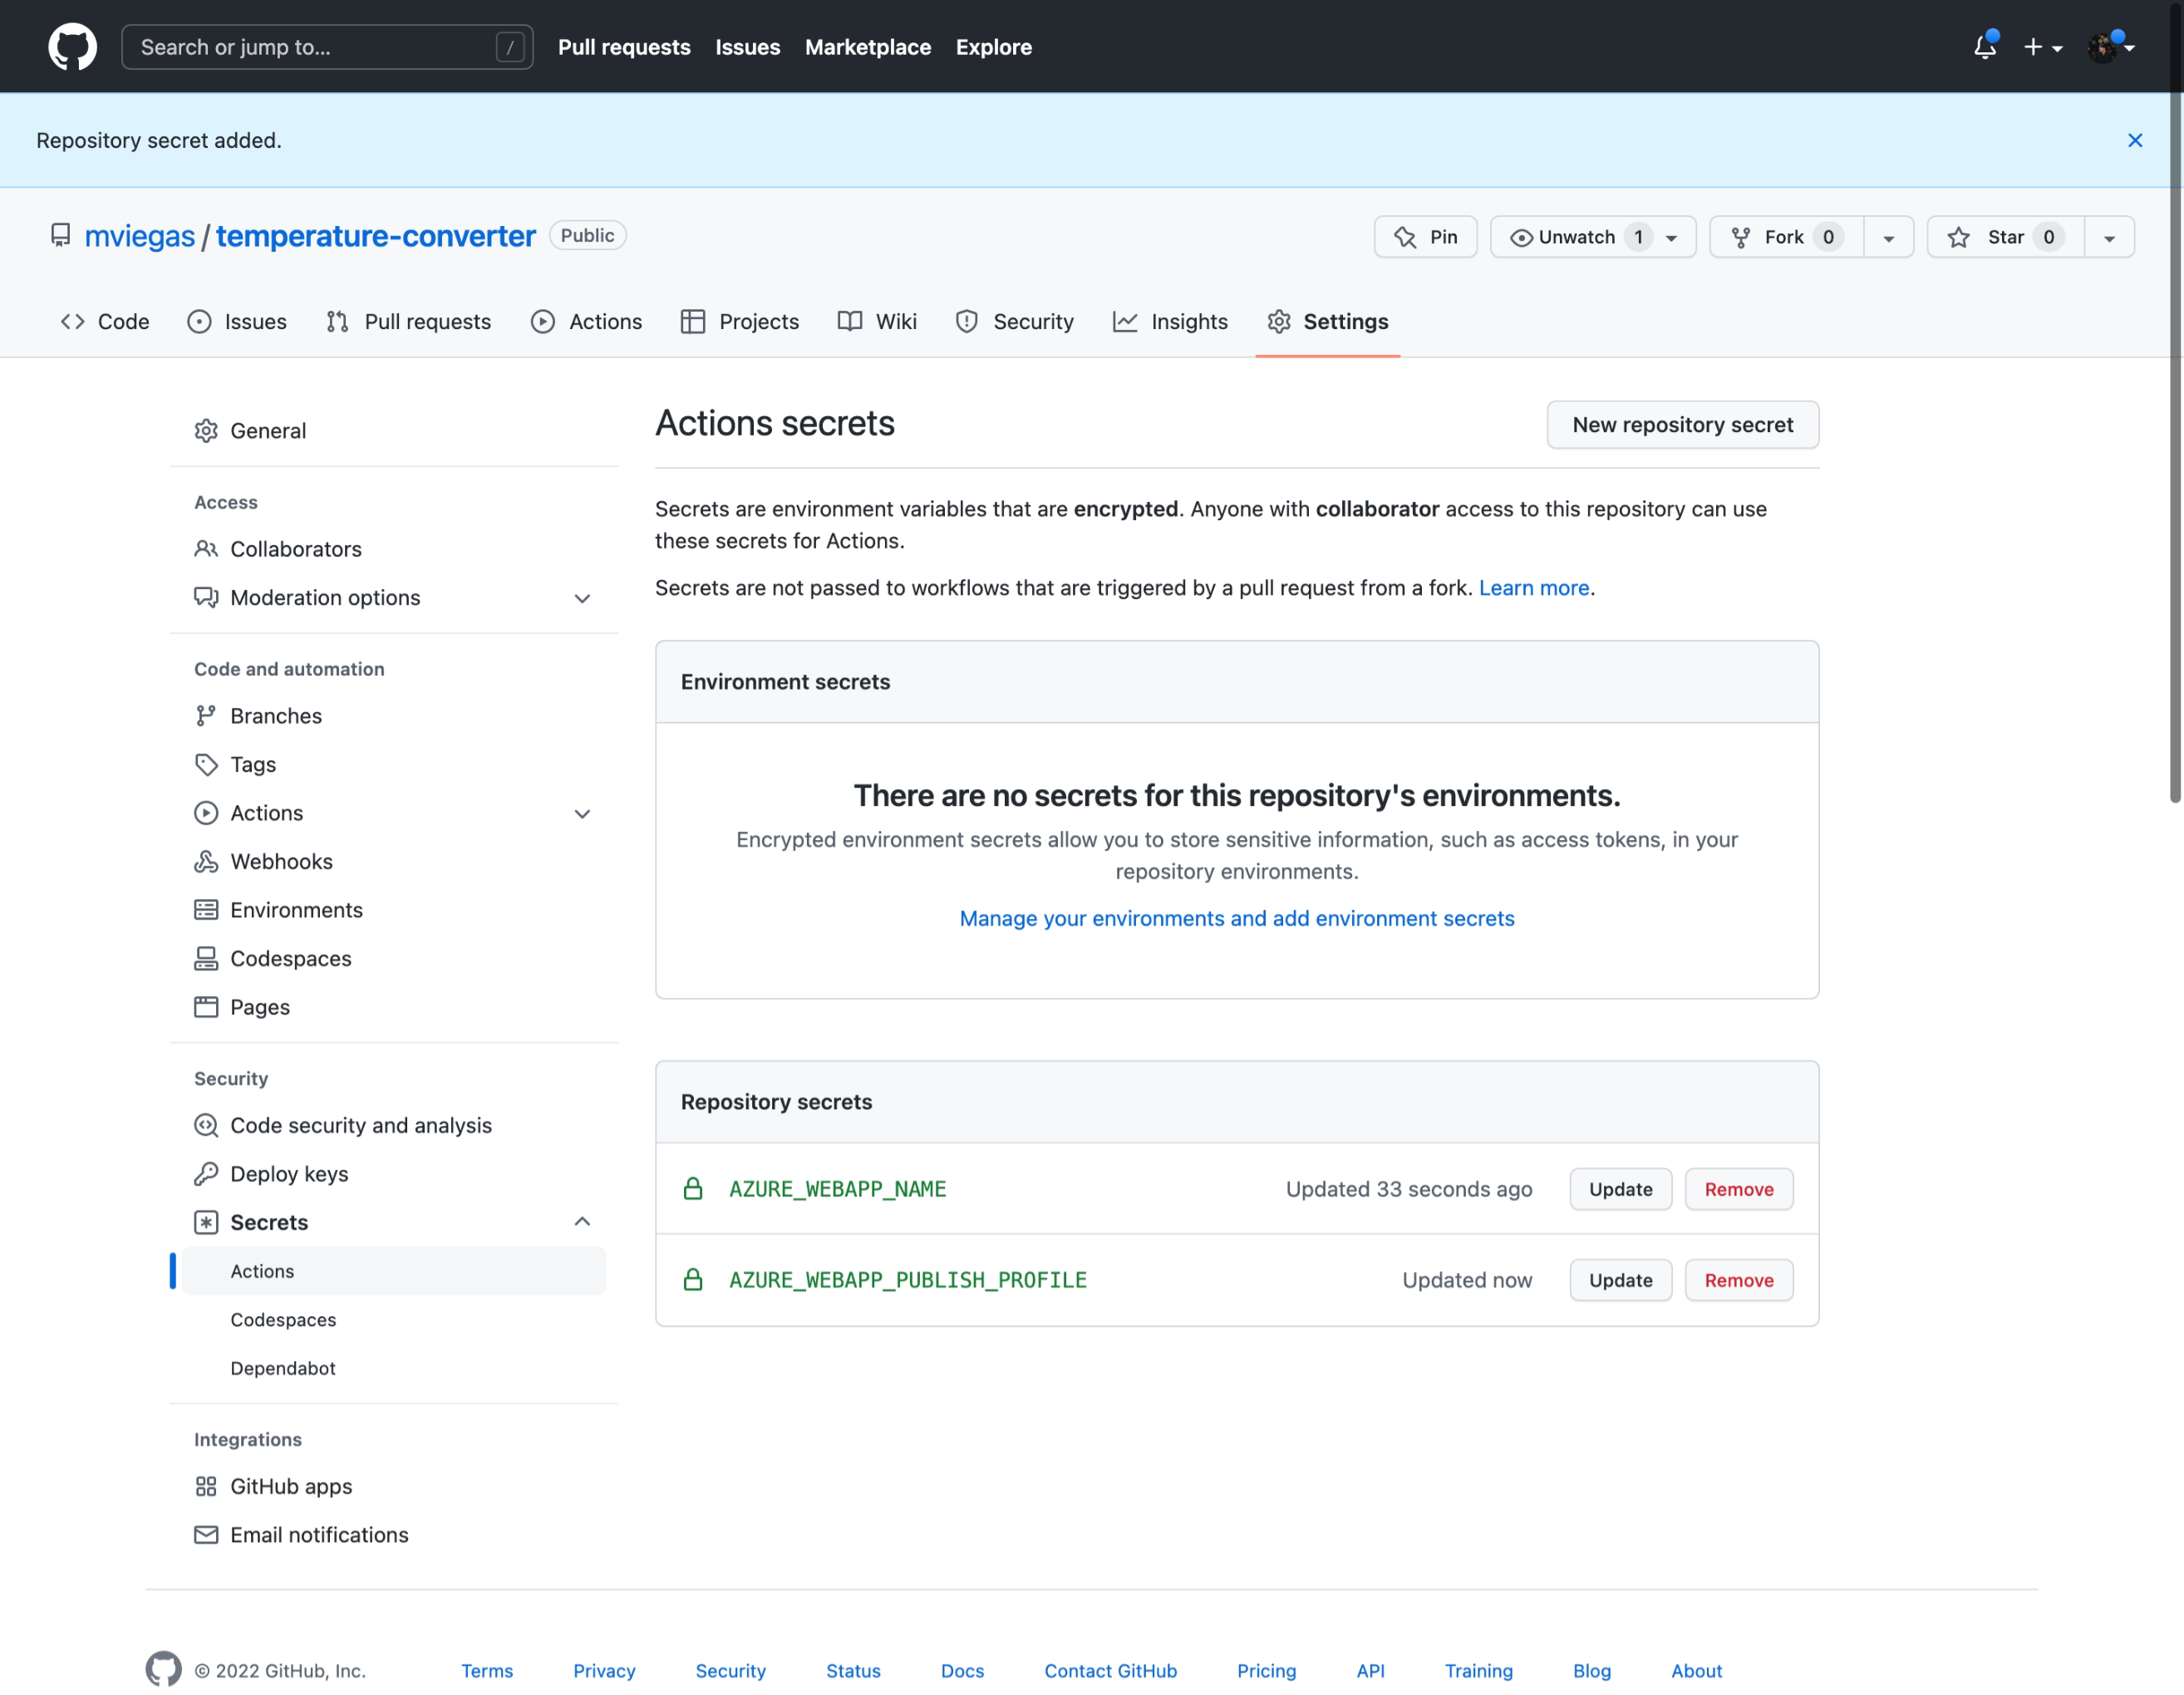 Search or jump to... /
Pull requests Issues Marketplace Explore
Repository secret added.
mviegas / temperature-converter Public
Pin Unwatch 1 Fork 0 Star 0
Code Issues Pull requests Actions Projects Wiki Security Insights Settings
General
Access
Collaborators
Moderation options
Code and automation
Branches
Tags
Actions
Webhooks
Environments
Codespaces
Pages
Security
Code security and analysis
Deploy keys
Secrets
Actions
Codespaces
Dependabot
Integrations
GitHub apps
Email notifications
Actions secrets
New repository secret
Secrets are environment variables that are encrypted. Anyone with collaborator access to this repository can use
these secrets for Actions.
Secrets are not passed to workflows that are triggered by a pull request from a fork. Learn more.
Environment secrets
There are no secrets for this repository's environments.
Encrypted environment secrets allow you to store sensitive information, such as access tokens, in your
repository environments.
Manage your environments and add environment secrets
Repository secrets
AZURE_WEBAPP_NAME Updated 33 seconds ago Update Remove
AZURE_WEBAPP_PUBLISH_PROFILE Updated now Update Remove
© 2022 GitHub, Inc. Terms Privacy Security Status Docs Contact GitHub Pricing API Training Blog About